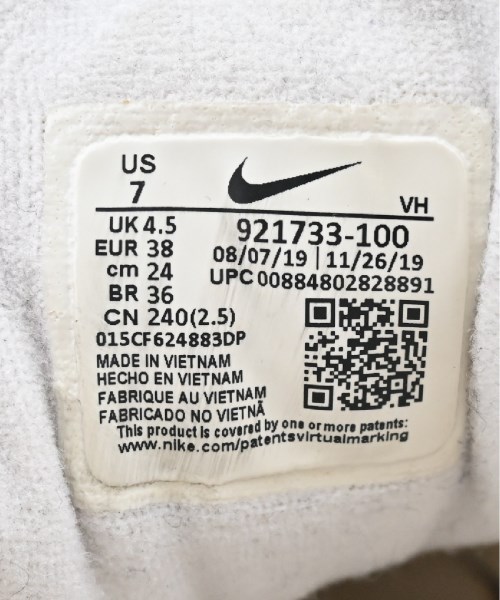 US
7
VH
UK 4.5
EUR 38
cm 24
BR 36
CN 240(2.5)
921733-100
08/07/19 | 11/26/19
UPC 00884802828891
015CF624883DP
MADE IN VIETNAM
HECHO EN VIETNAM
FABRIQUE AU VIETNAM
FABRICADO NO VIETNÃ
This product is covered by one or more patents:
www.nike.com/patentsvirtualmarking